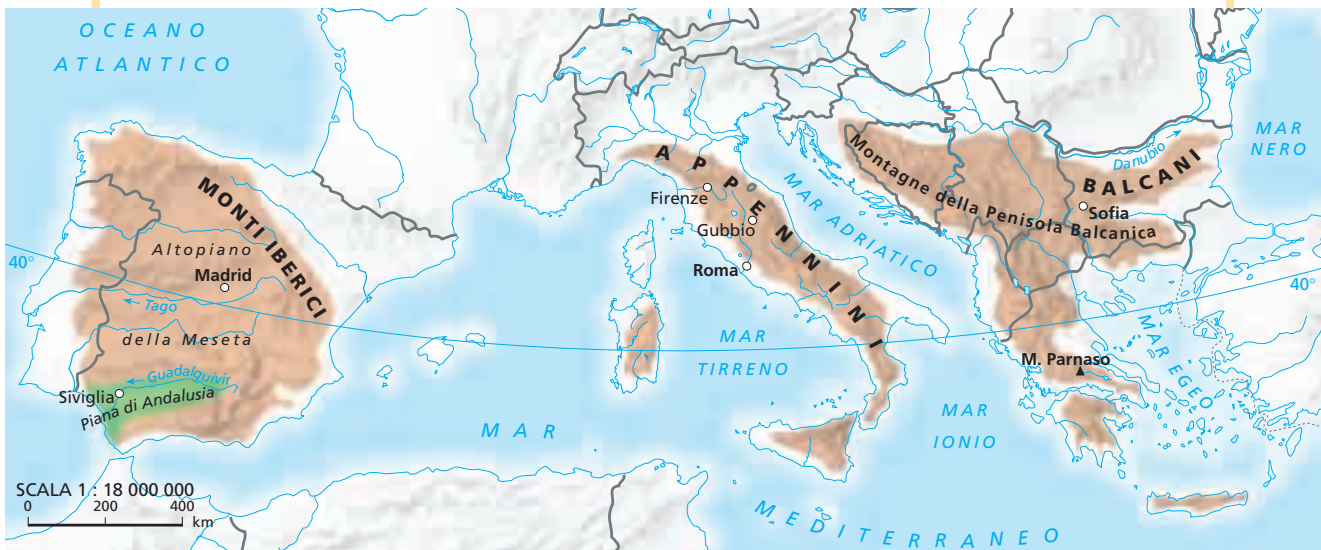 OCEANO
ATLANTICO
MONTI IBERICI
Altopiano
Madrid
40°
Tago
della Meseta
Guadalquivir
Siviglia
Piana di Andalusia
SCALA 1 : 18 000 000
0 200 400
km
APPENNINI
Firenze
Gubbio
Roma
MAR ADRIATICO
MAR
TIRRENO
MAR
IONIO
MAR
MEDITERRANEO
Montagne della Penisola Balcanica
Danubio
BALCANI
Sofia
MAR
NERO
40°
M. Parnaso
MAR EGEO